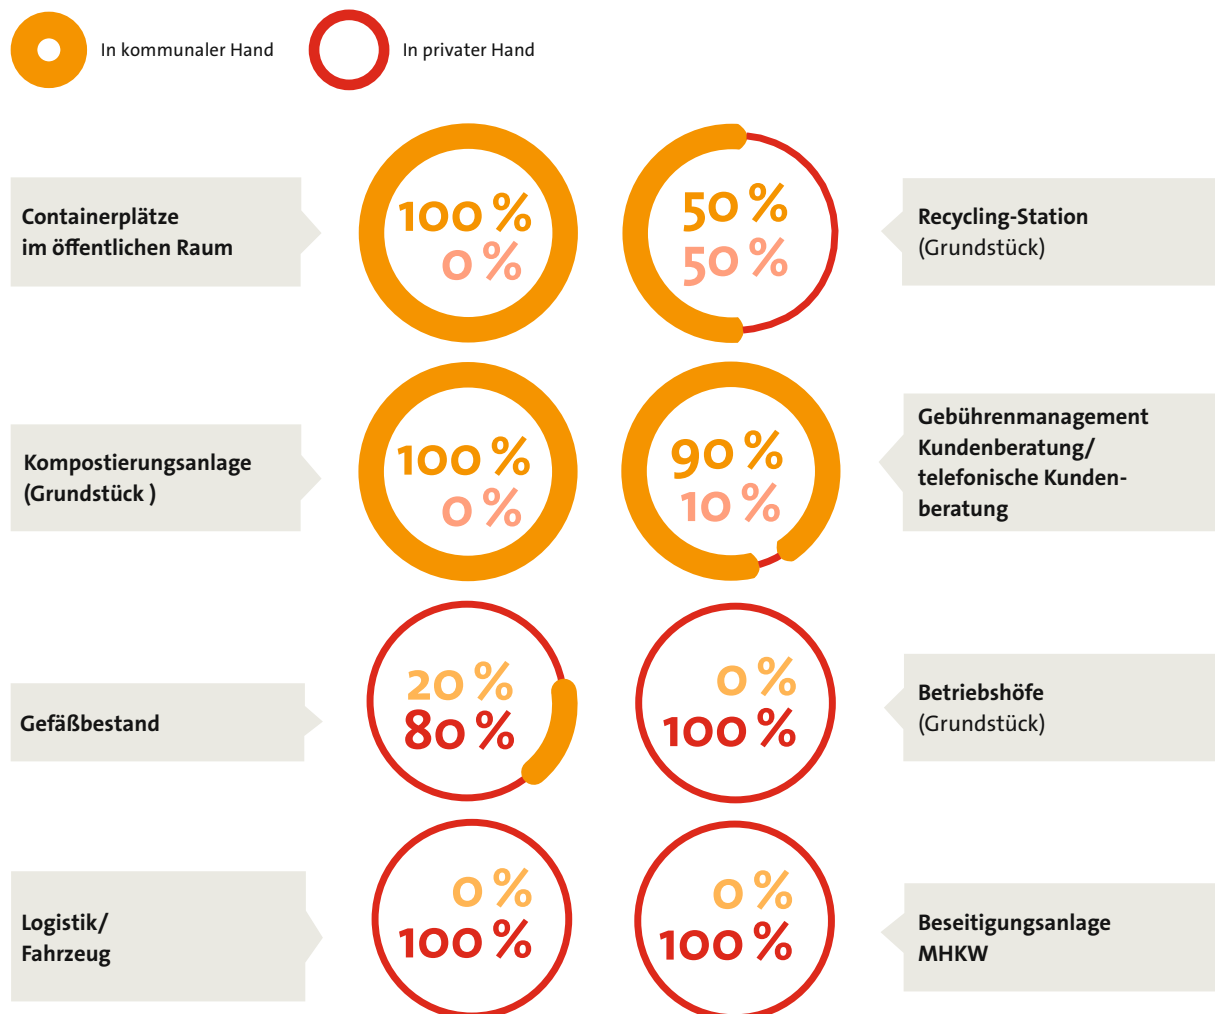 In kommunaler Hand
In privater Hand
Containerplätze
im öffentlichen Raum
100 %
0 %
50 %
50 %
Recycling-Station
(Grundstück)
Kompostierungsanlage
(Grundstück )
100 %
0 %
90 %
10 %
Gebührenmanagement
Kundenberatung/
telefonische Kunden-
beratung
Gefäßbestand
20 %
80 %
0 %
100 %
Betriebshöfe
(Grundstück)
Logistik/
Fahrzeug
0 %
100 %
0 %
100 %
Beseitigungsanlage
MHKW